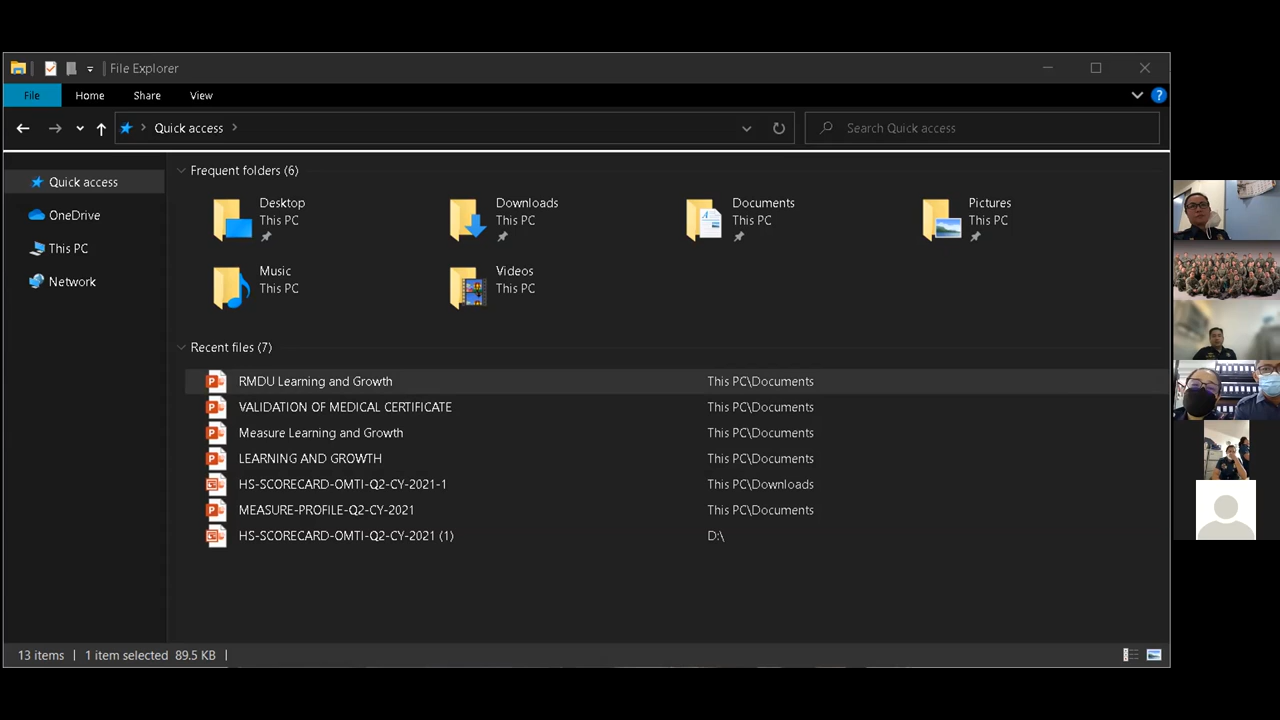 File Explorer
File
Home
Share
View
?
Quick access
Search Quick access
Quick access
OneDrive
This PC
Network
Frequent folders (6)
Desktop
This PC
Downloads
This PC
Documents
This PC
Pictures
This PC
Music
This PC
Videos
This PC
Recent files (7)
RMDU Learning and Growth This PC\Documents
VALIDATION OF MEDICAL CERTIFICATE This PC\Documents
Measure Learning and Growth This PC\Documents
LEARNING AND GROWTH This PC\Documents
HS-SCORECARD-OMTI-Q2-CY-2021-1 This PC\Downloads
MEASURE-PROFILE-Q2-CY-2021 This PC\Documents
HS-SCORECARD-OMTI-Q2-CY-2021 (1) D:\
13 items 1 item selected 89.5 KB